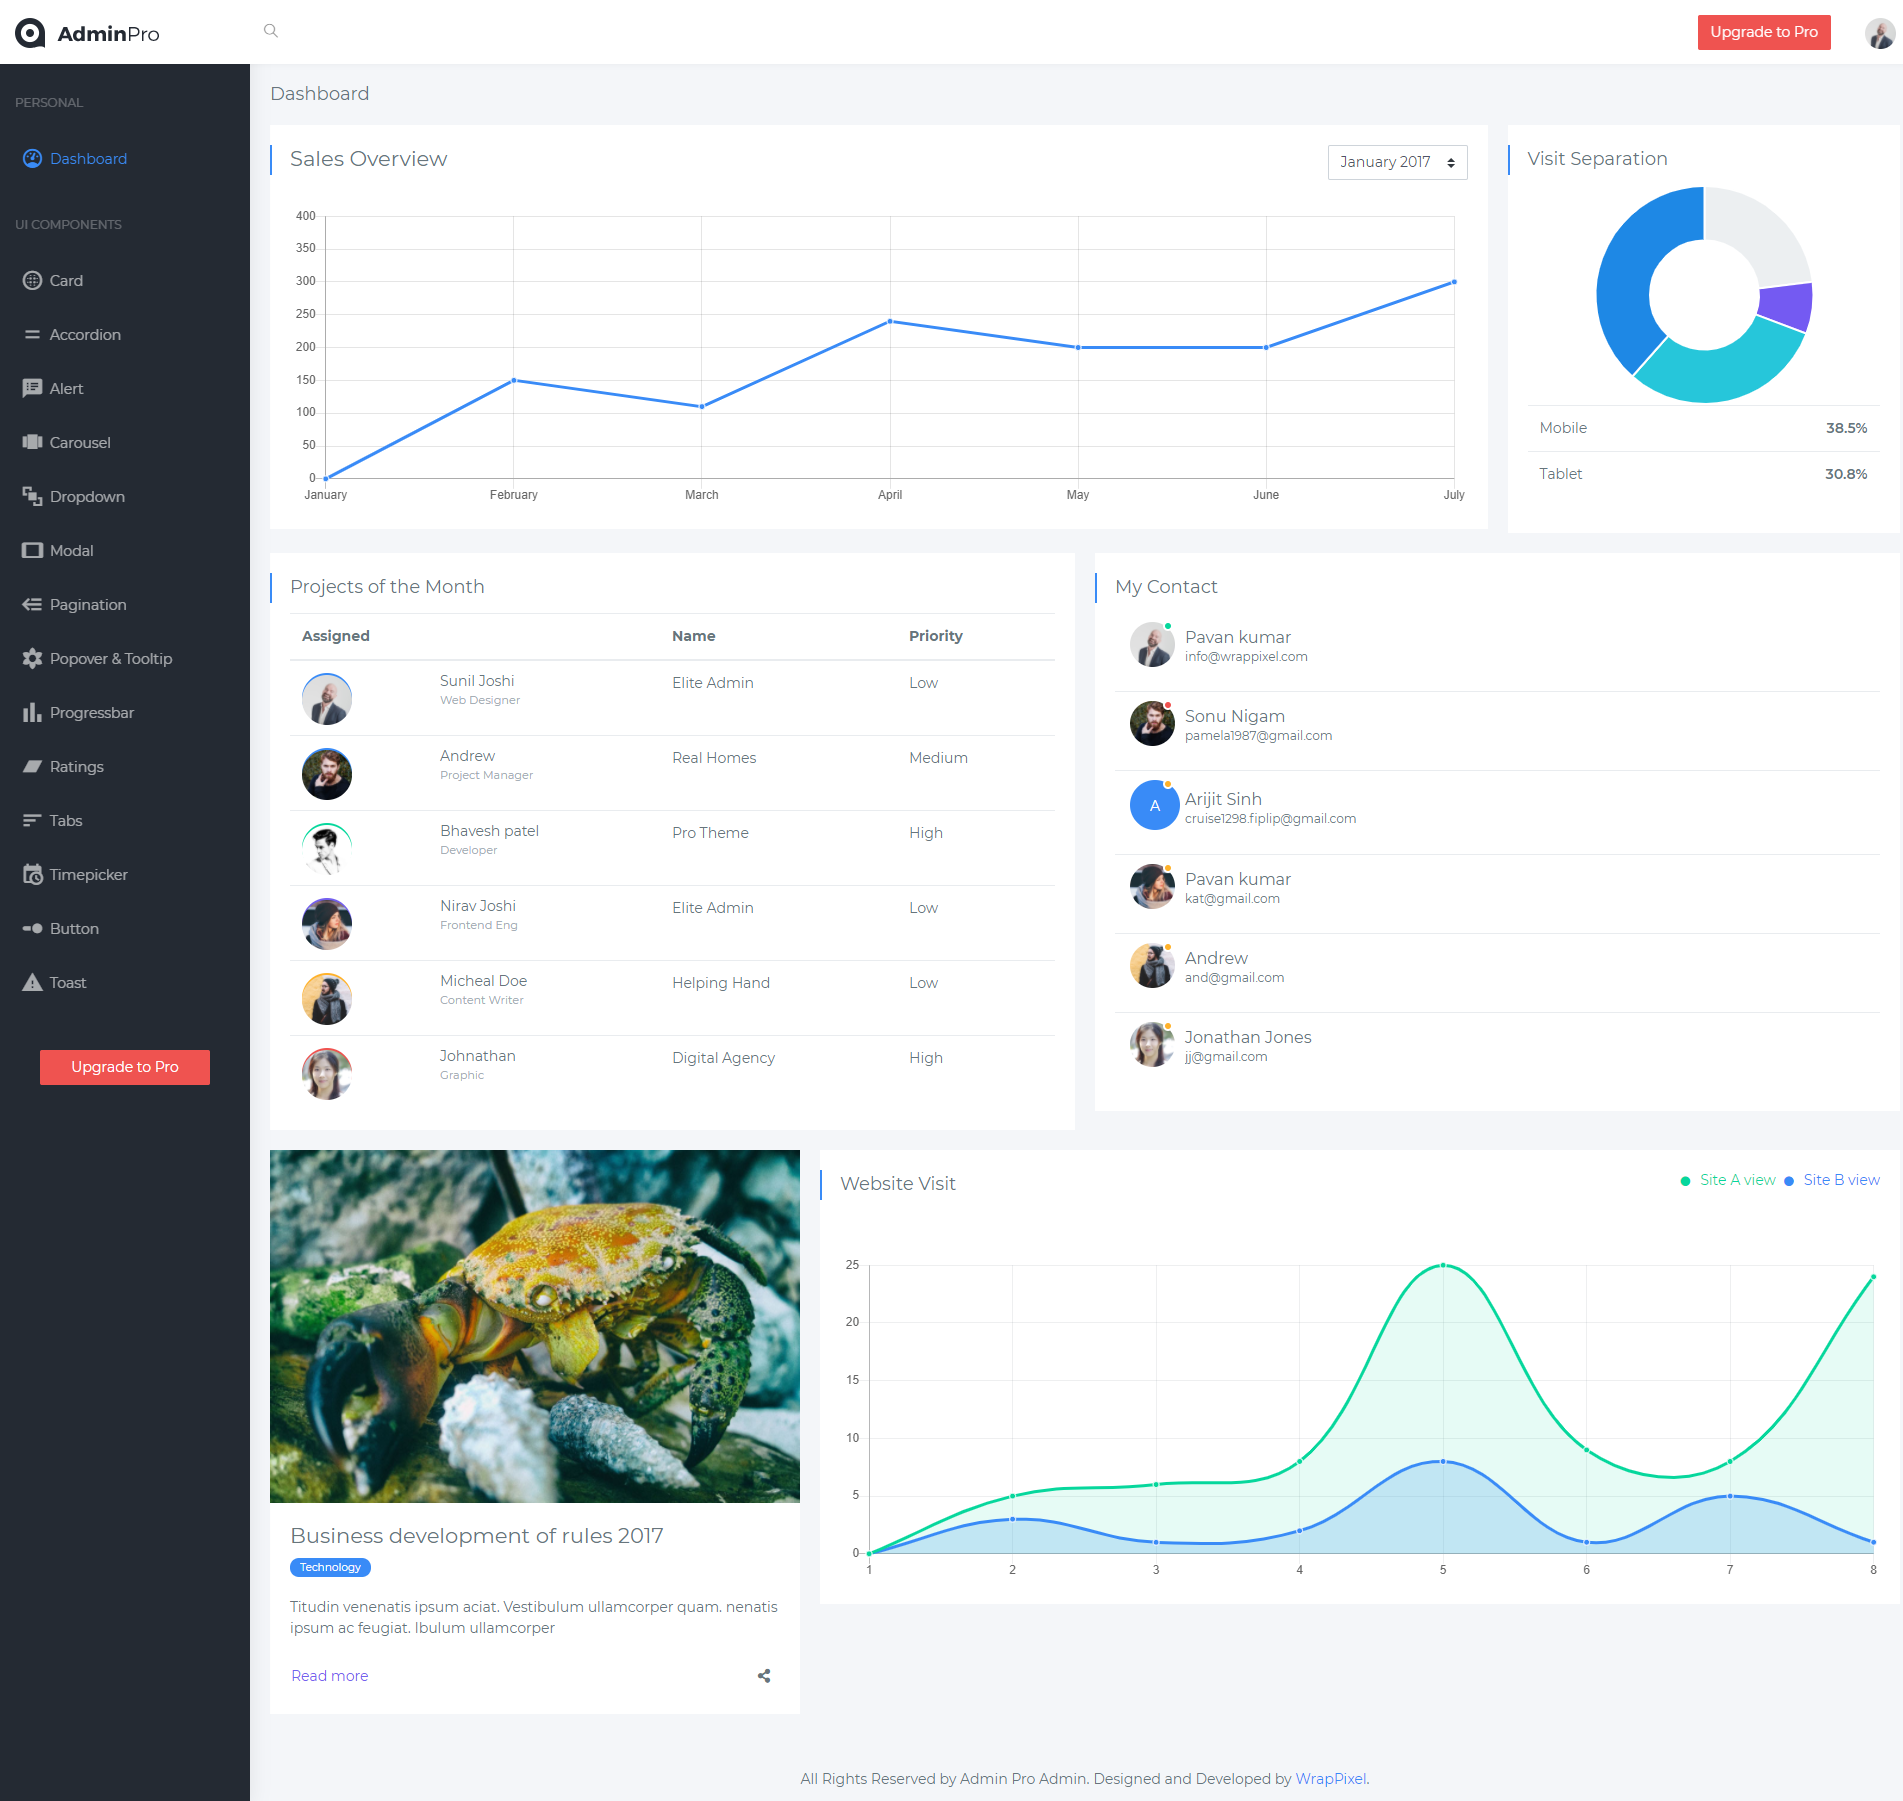 AdminPro
Upgrade to Pro
PERSONAL
Dashboard
UI COMPONENTS
Card
Accordion
Alert
Carousel
Dropdown
Modal
Pagination
Popover & Tooltip
Progressbar
Ratings
Tabs
Timepicker
Button
Toast
Upgrade to Pro
Dashboard
Sales Overview
January 2017
400
350
300
250
200
150
100
50
0
January February March April May June July
Visit Separation
Mobile 38.5%
Tablet 30.8%
Projects of the Month
Assigned Name Priority
Sunil Joshi Elite Admin Low
Web Designer
Andrew Real Homes Medium
Project Manager
Bhavesh patel Pro Theme High
Developer
Nirav Joshi Elite Admin Low
Frontend Eng
Micheal Doe Helping Hand Low
Content Writer
Johnathan Digital Agency High
Graphic
My Contact
Pavan kumar
info@wrappixel.com
Sonu Nigam
pamela1987@gmail.com
A
Arijit Sinh
cruise1298.fiplip@gmail.com
Pavan kumar
kat@gmail.com
Andrew
and@gmail.com
Jonathan Jones
jj@gmail.com
Business development of rules 2017
Technology
Titudin venenatis ipsum aciat. Vestibulum ullamcorper quam. nenatis
ipsum ac feugiat. Ibulum ullamcorper
Read more
Website Visit
Site A view Site B view
25
20
15
10
5
0
1 2 3 4 5 6 7 8
All Rights Reserved by Admin Pro Admin. Designed and Developed by WrapPixel.